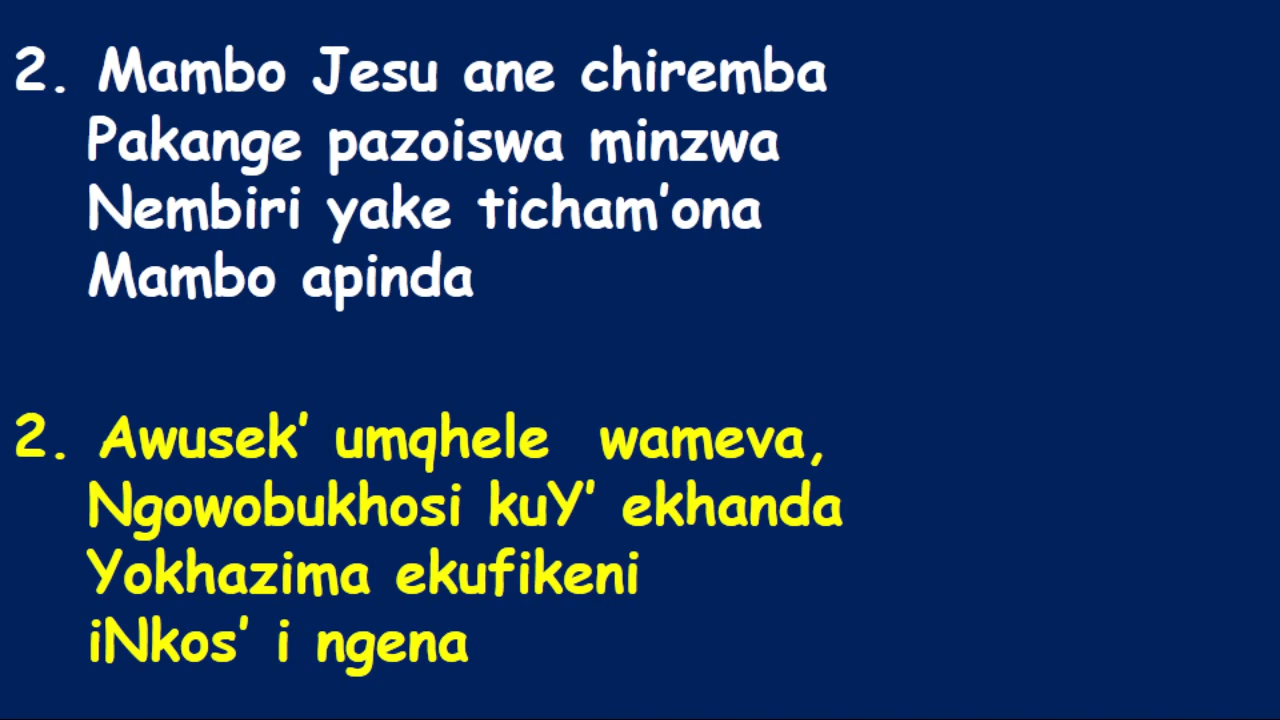 2. Mambo Jesu ane chiremba
Pakange pazoiswa minzwa
Nembiri yake ticham'ona
Mambo apinda
2. Awusek' umqhele wameva,
Ngowobukhosi kuY' ekhanda
Yokhazima ekufikeni
iNkos' i ngena